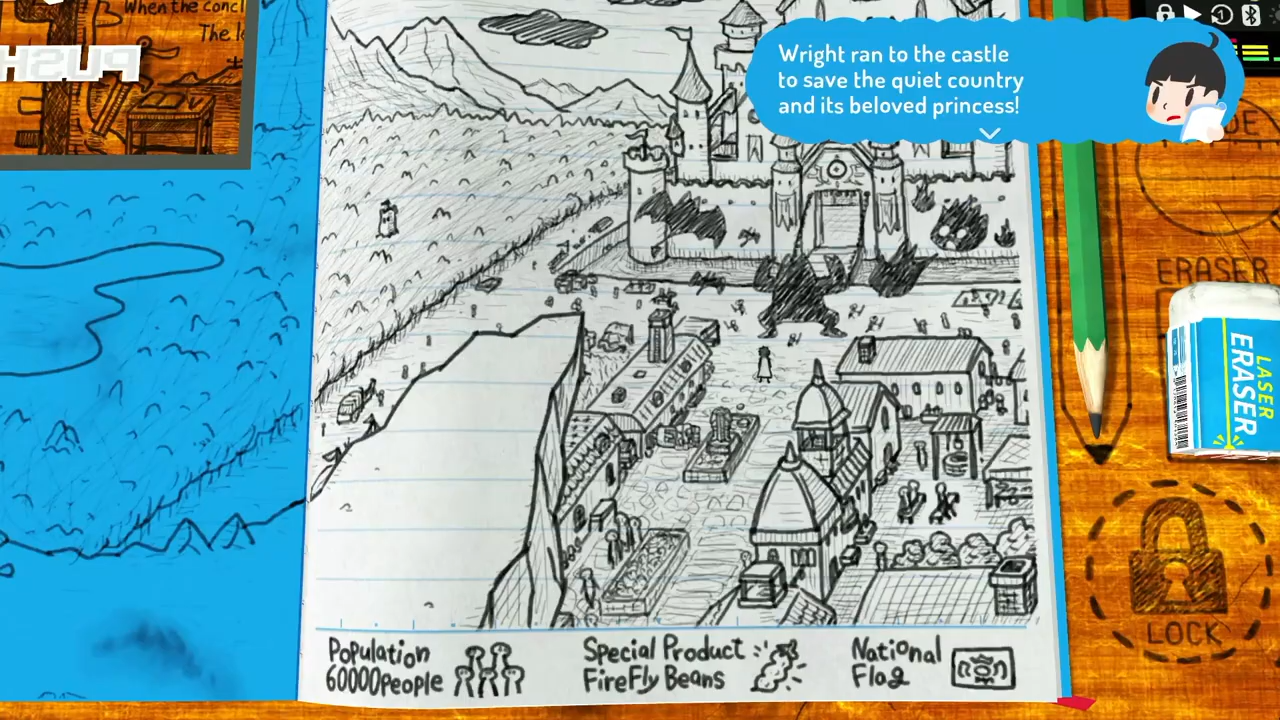 When the concl
The l
PUSH
Wright ran to the castle
to save the quiet country
and its beloved princess!
ERASER
LASER
ERASER
LOCK
Population
60000People
Special Product
FireFly Beans
National
Flag